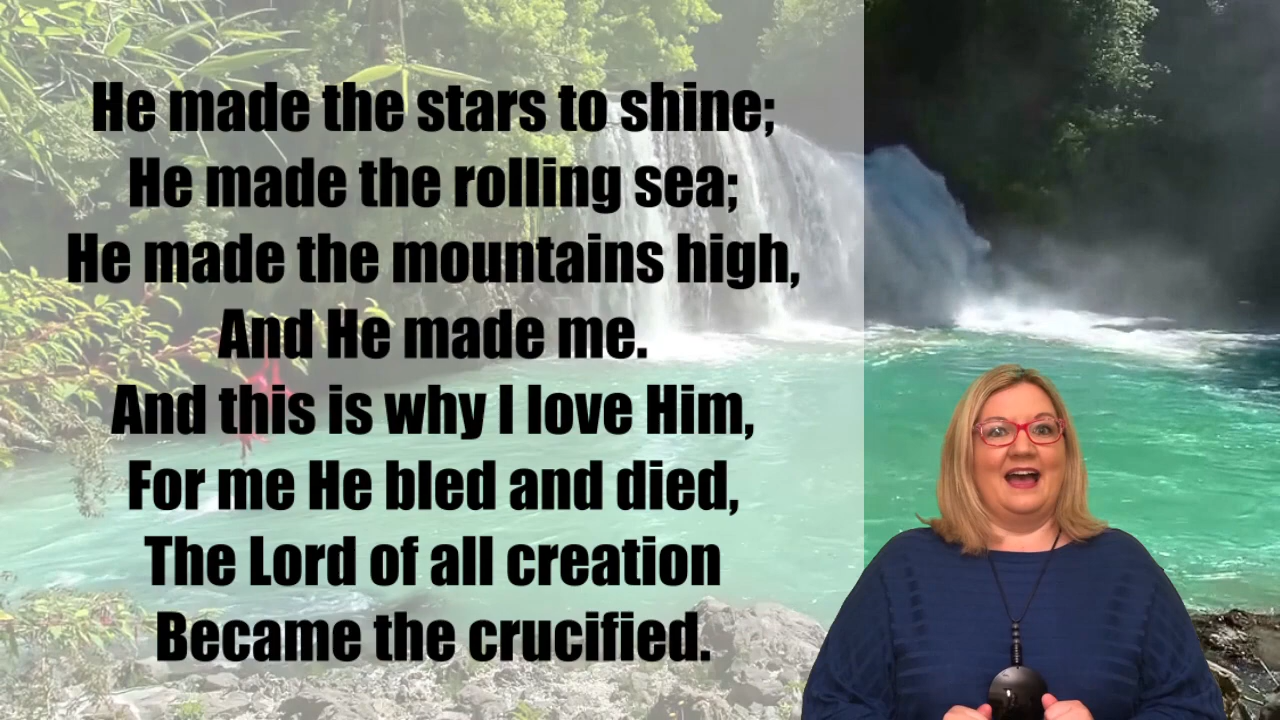 He made the stars to shine;
He made the rolling sea;
He made the mountains high,
And He made me.
And this is why I love Him,
For me He bled and died,
The Lord of all creation
Became the crucified.